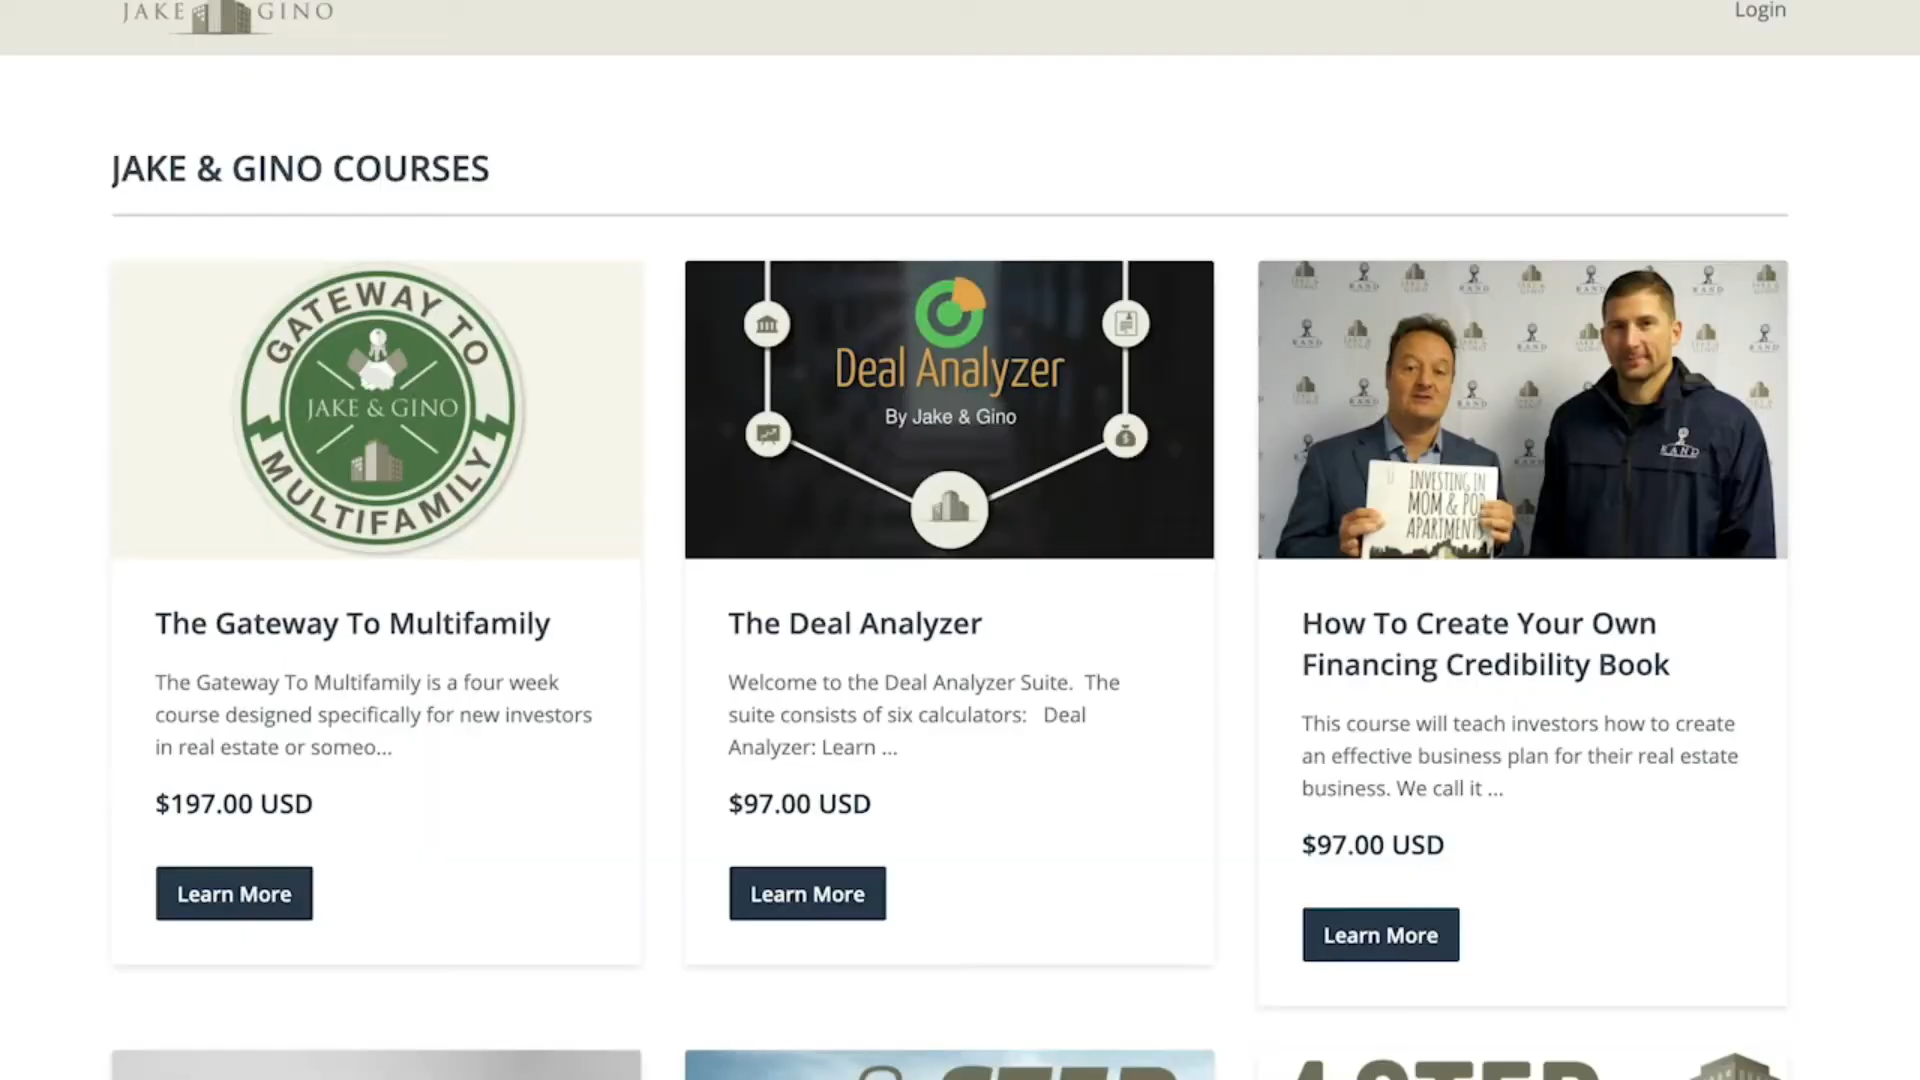 JAKE GINO
Login
JAKE & GINO COURSES
GATEWAY TO
JAKE & GINO
MULTIFAMILY
Deal Analyzer
By Jake & Gino
RAND
INVESTING IN
MOM & POP
APARTMENTS
The Gateway To Multifamily
The Gateway To Multifamily is a four week
course designed specifically for new investors
in real estate or someo...
$197.00 USD
Learn More
The Deal Analyzer
Welcome to the Deal Analyzer Suite.  The
suite consists of six calculators:   Deal
Analyzer: Learn ...
$97.00 USD
Learn More
How To Create Your Own
Financing Credibility Book
This course will teach investors how to create
an effective business plan for their real estate
business. We call it ...
$97.00 USD
Learn More
STEP
4 STEP